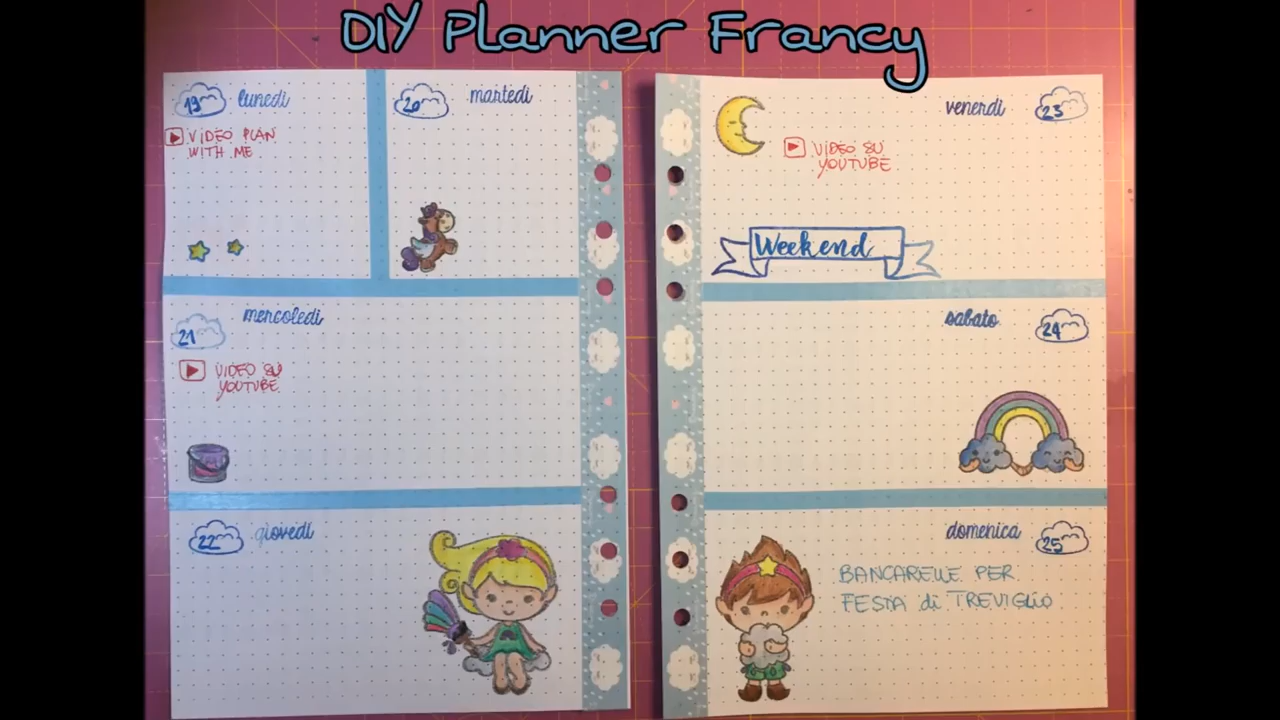 DIY Planner Francy
19 lunedì
VIDEO PLAN
WITH ME
20 martedì
21 mercoledì
VIDEO SU
YOUTUBE
22 giovedì
venerdì 23
VIDEO SU
YOUTUBE
Weekend
sabato 24
domenica 25
BANCARELLE PER
FESTA di TREVIGLIO